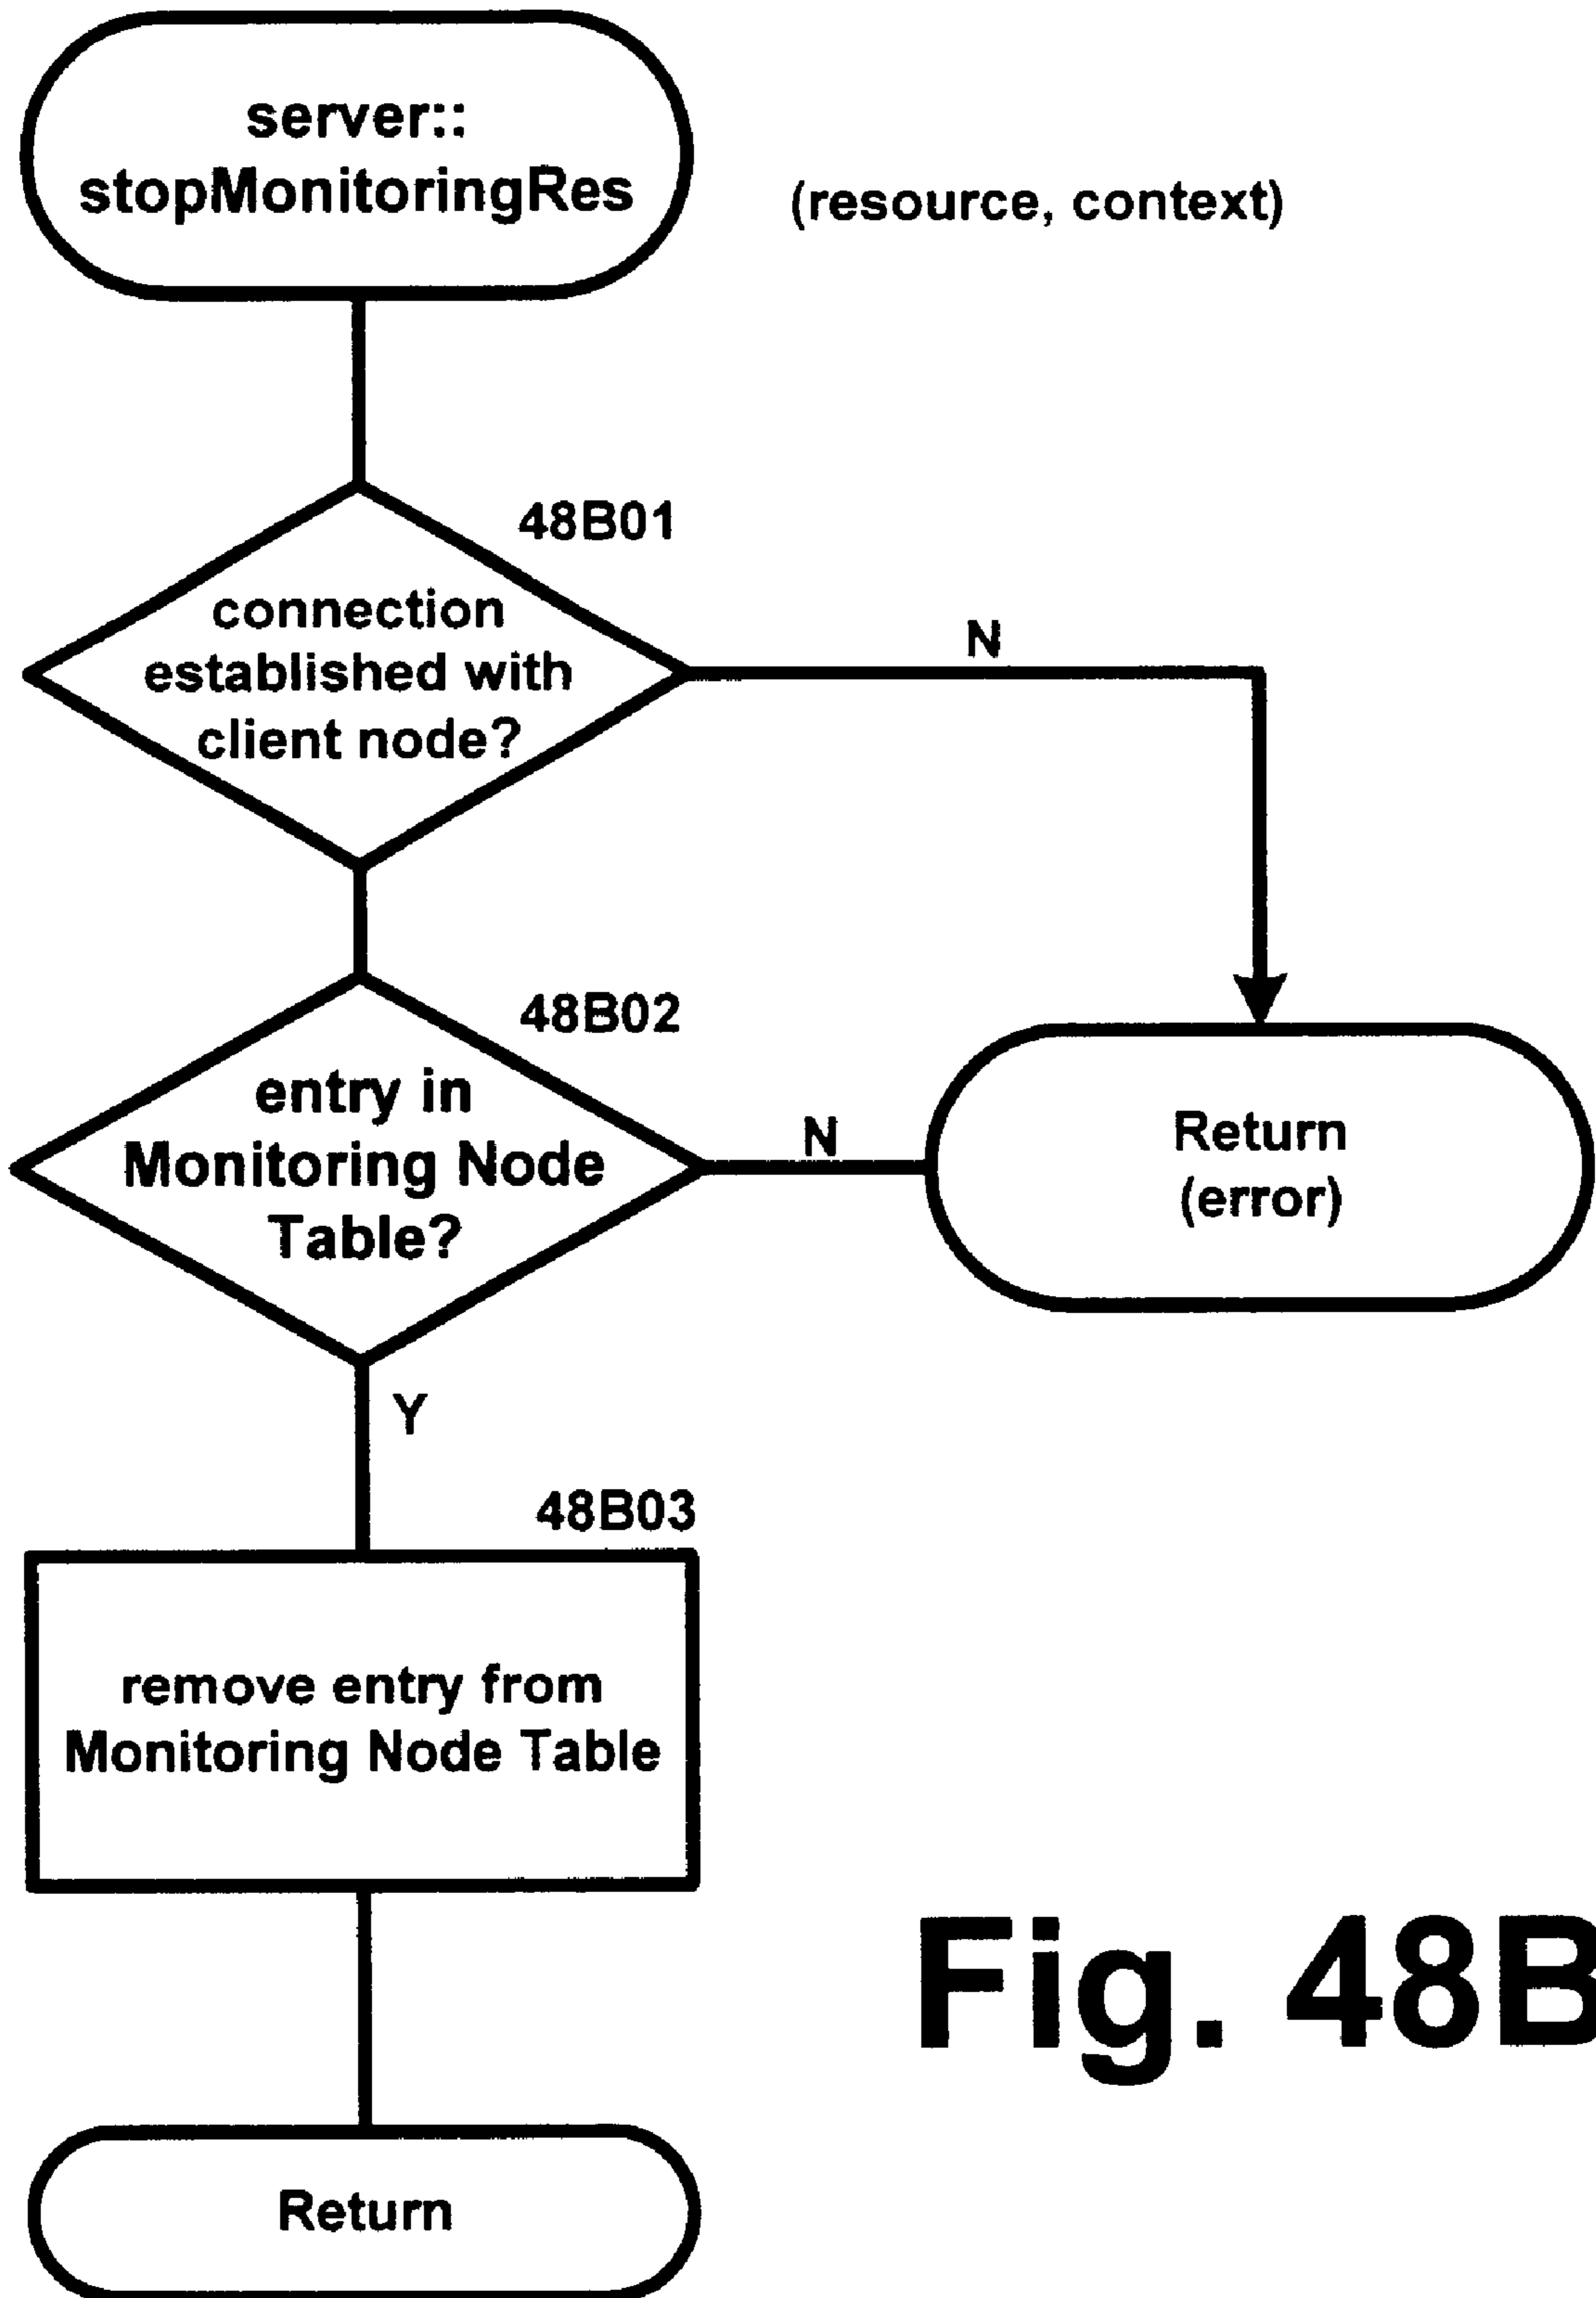 server::
stopMonitoringRes
(resource, context)
48B01
connection
established with
client node?
N
48B02
entry in
Monitoring Node
Table?
N
Return
(error)
Y
48B03
remove entry from
Monitoring Node Table
Fig. 48B
Return